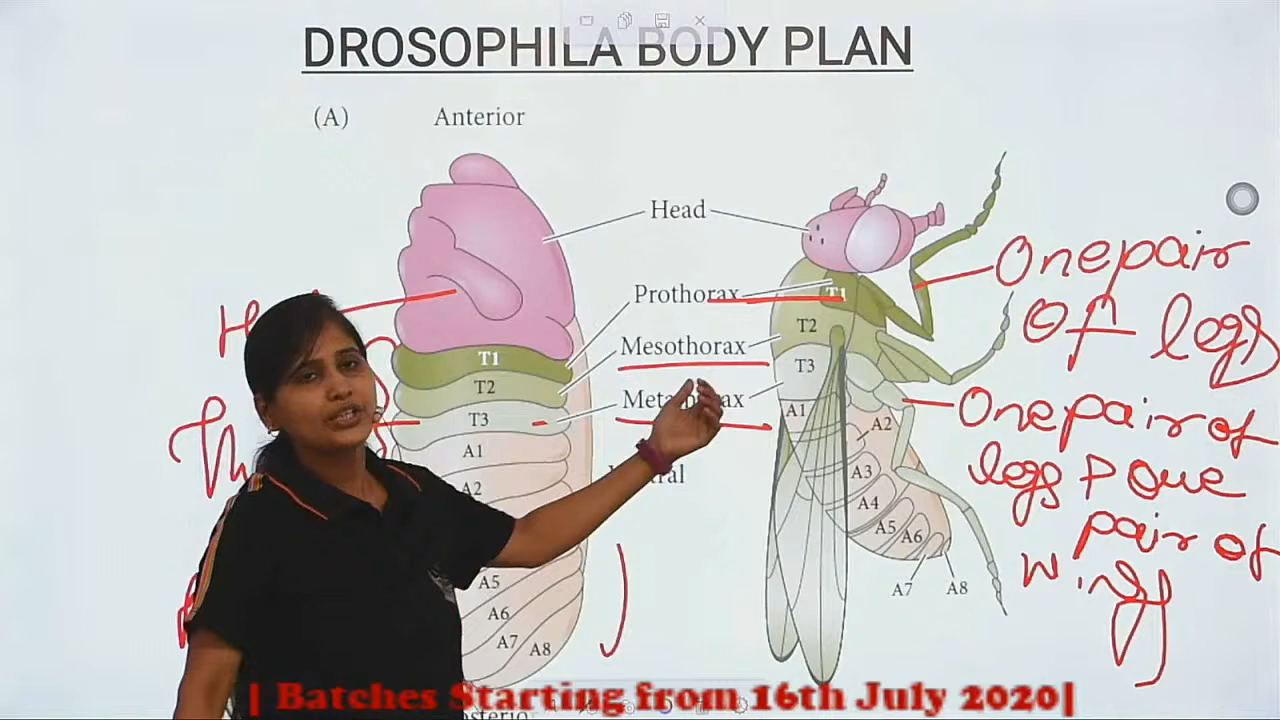 DROSOPHILA BODY PLAN
(A) Anterior
Head
Prothorax
Mesothorax
T1
T2
T3
A1
A2
A5
A6
A7
A8
T1
T2
T3
A1
A2
A3
A4
A5
A6
A7
A8
One pair
of legs
One pair of
legs & one
pair of
wings
| Batches Starting from 16th July 2020|